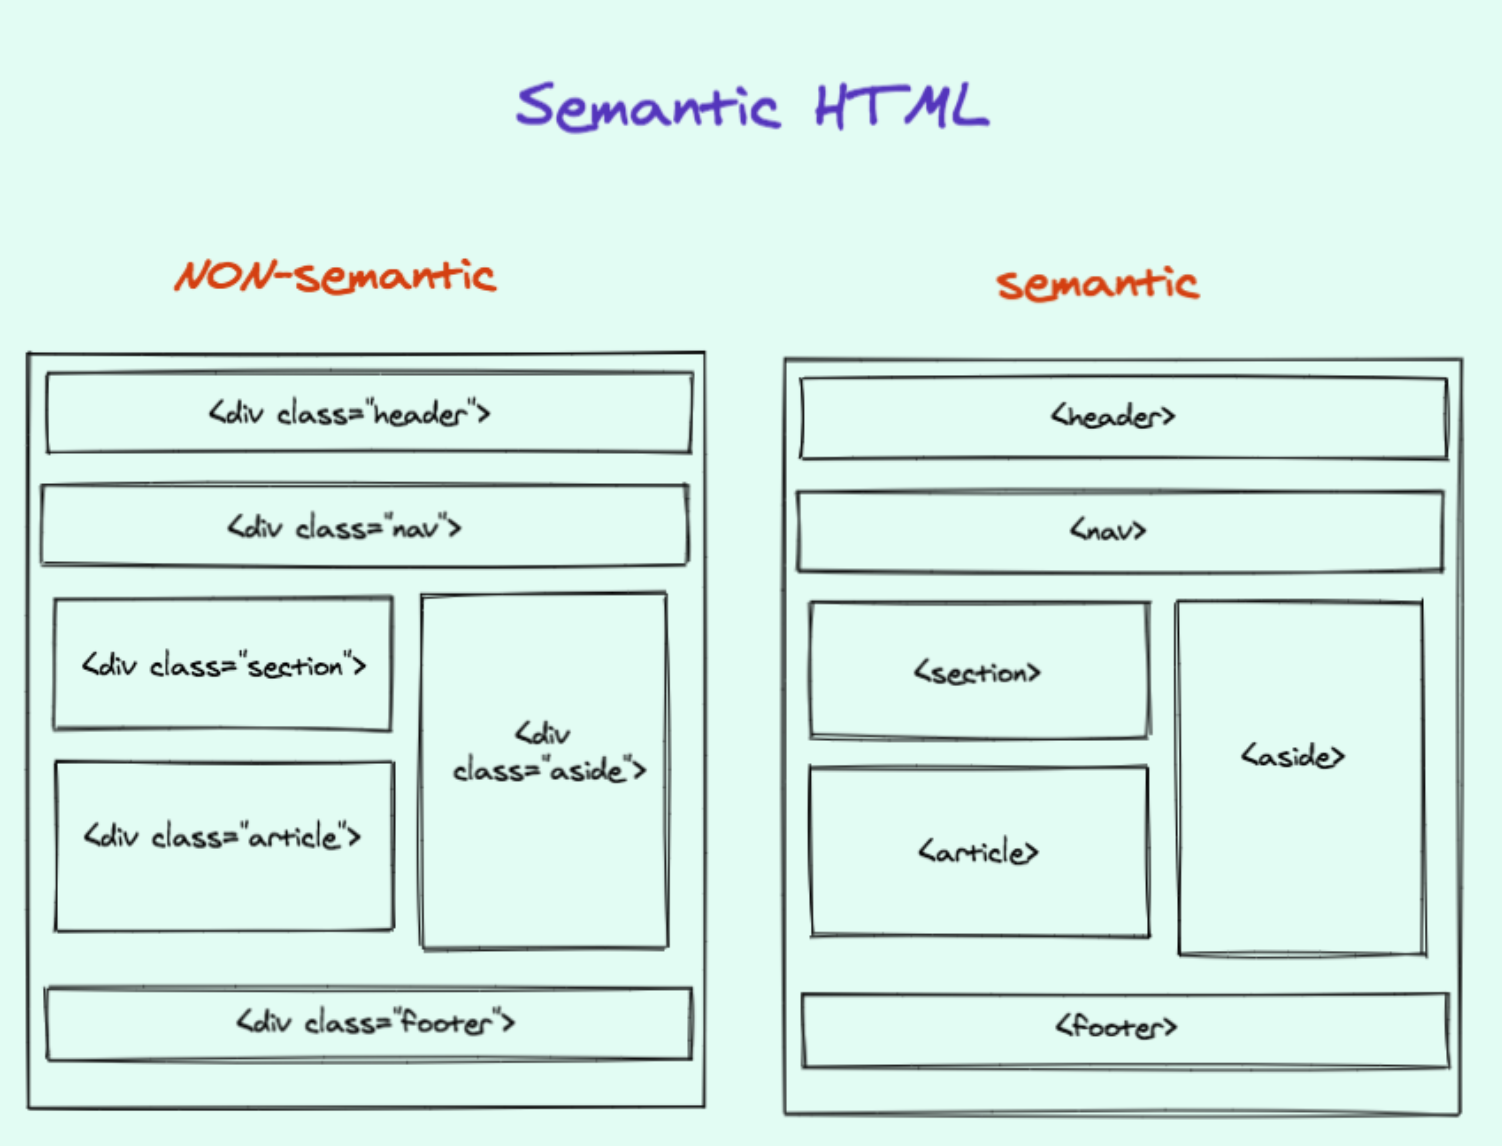 Semantic HTML
NON-semantic
<div class="header">
<div class="nav">
<div class="section">
<div class="article">
<div
class="aside">
<div class="footer">
semantic
<header>
<nav>
<section>
<article>
<aside>
<footer>